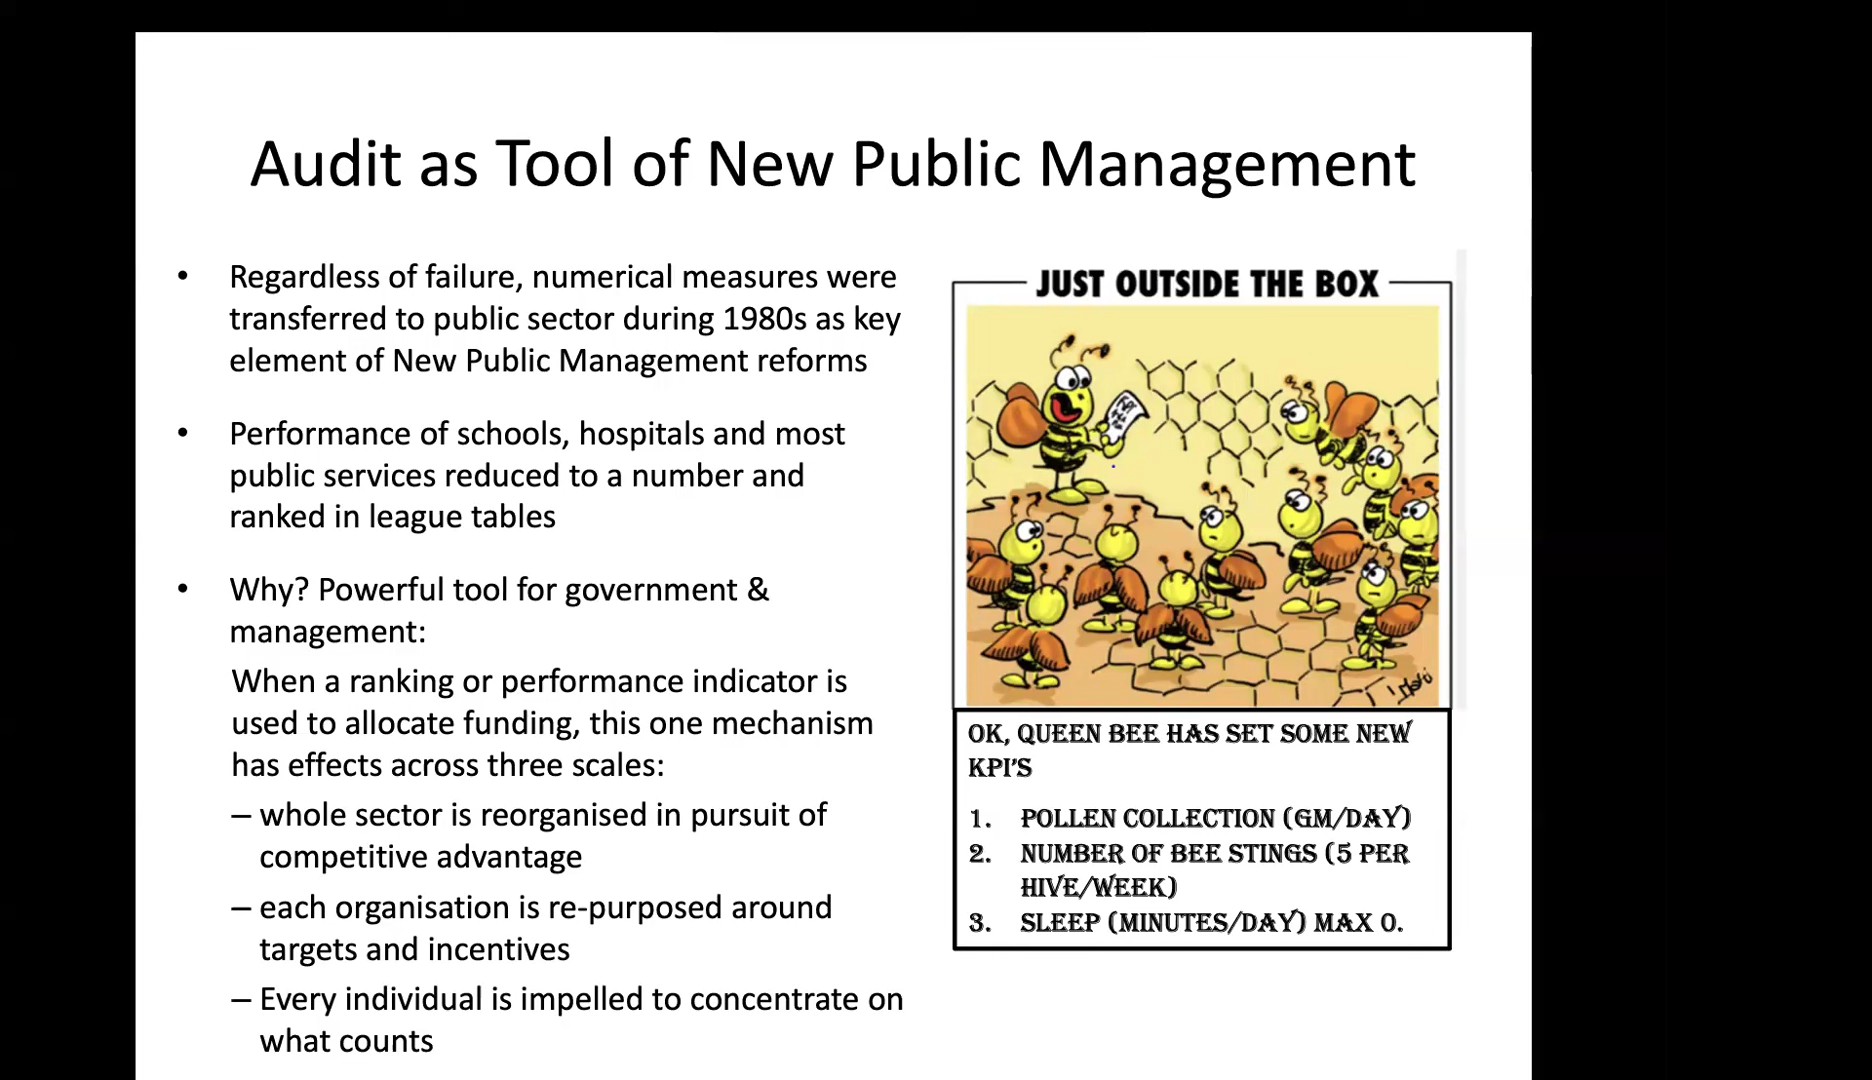 Audit as Tool of New Public Management
• Regardless of failure, numerical measures were
transferred to public sector during 1980s as key
element of New Public Management reforms
• Performance of schools, hospitals and most
public services reduced to a number and
ranked in league tables
• Why? Powerful tool for government &
management:
When a ranking or performance indicator is
used to allocate funding, this one mechanism
has effects across three scales:
– whole sector is reorganised in pursuit of
competitive advantage
– each organisation is re-purposed around
targets and incentives
– Every individual is impelled to concentrate on
what counts
JUST OUTSIDE THE BOX
OK, QUEEN BEE HAS SET SOME NEW
KPI'S
1. POLLEN COLLECTION (GM/DAY)
2. NUMBER OF BEE STINGS (5 PER
HIVE/WEEK)
3. SLEEP (MINUTES/DAY) MAX 0.